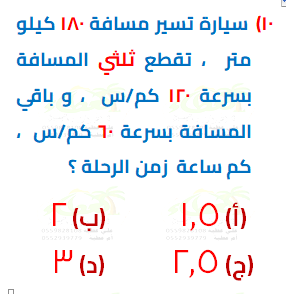 ١٠) سيارة تسير مسافة ١٨٠ كيلو
متر ، تقطع ثلثي المسافة
بسرعة ١٢٠ كم/س ، و باقي
المسافة بسرعة ٦٠ كم/س ،
كم ساعة زمن الرحلة ؟
(أ) ١,٥ (ب) ٢
(ج) ٢,٥ (د) ٣